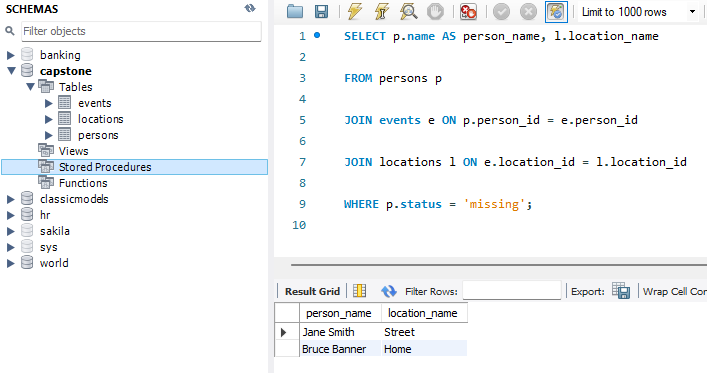 SCHEMAS
Filter objects
banking
capstone
Tables
events
locations
persons
Views
Stored Procedures
Functions
classicmodels
hr
sakila
sys
world
Limit to 1000 rows
1 SELECT p.name AS person_name, l.location_name
2
3 FROM persons p
4
5 JOIN events e ON p.person_id = e.person_id
6
7 JOIN locations l ON e.location_id = l.location_id
8
9 WHERE p.status = 'missing';
10
Result Grid Filter Rows: Export: Wrap Cell Con
person_name location_name
Jane Smith Street
Bruce Banner Home